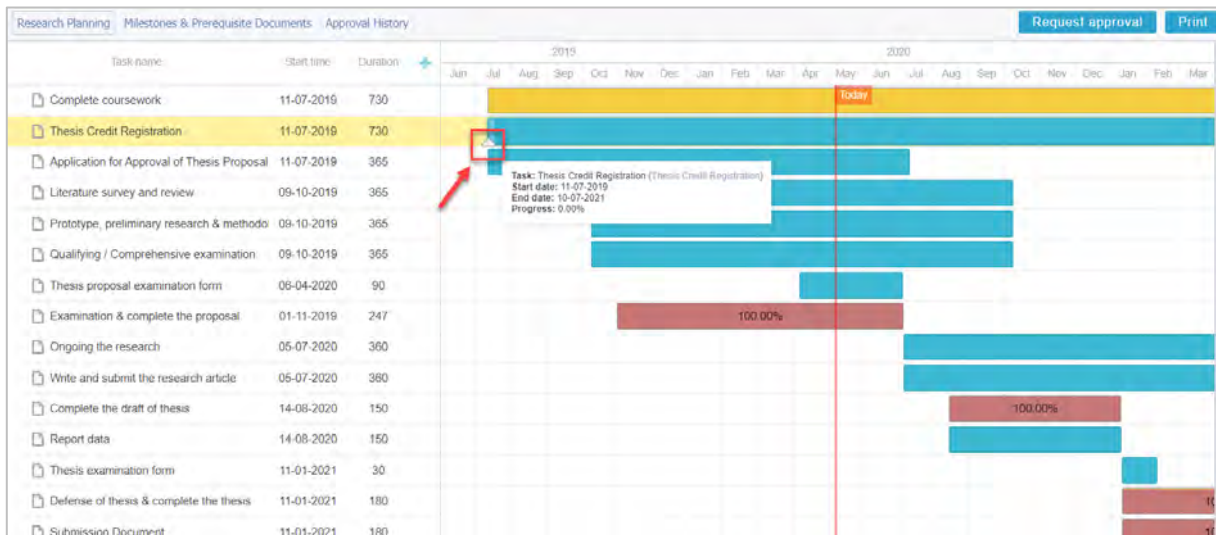 Research Planning Milestones & Prerequisite Documents Approval History Request approval Print
2019 2020
Task name Start time Duration Jun Jul Aug Sep Oct Nov Dec Jan Feb Mar Apr May Jun Jul Aug Sep Oct Nov Dec Jan Feb Mar
Complete coursework 11-07-2019 730 Today
Thesis Credit Registration 11-07-2019 730
Application for Approval of Thesis Proposal 11-07-2019 365
Task: Thesis Credit Registration (Thesis Credit Registration)
Start date: 11-07-2019
End date: 10-07-2021
Progress: 0.00%
Literature survey and review 09-10-2019 365
Prototype, preliminary research & methodo 09-10-2019 365
Qualifying / Comprehensive examination 09-10-2019 365
Thesis proposal examination form 06-04-2020 90
Examination & complete the proposal 01-11-2019 247 100.00%
Ongoing the research 05-07-2020 360
Write and submit the research article 05-07-2020 360
Complete the draft of thesis 14-08-2020 150 100.00%
Report data 14-08-2020 150
Thesis examination form 11-01-2021 30
Defense of thesis & complete the thesis 11-01-2021 180
Submission Document 11-01-2021 180